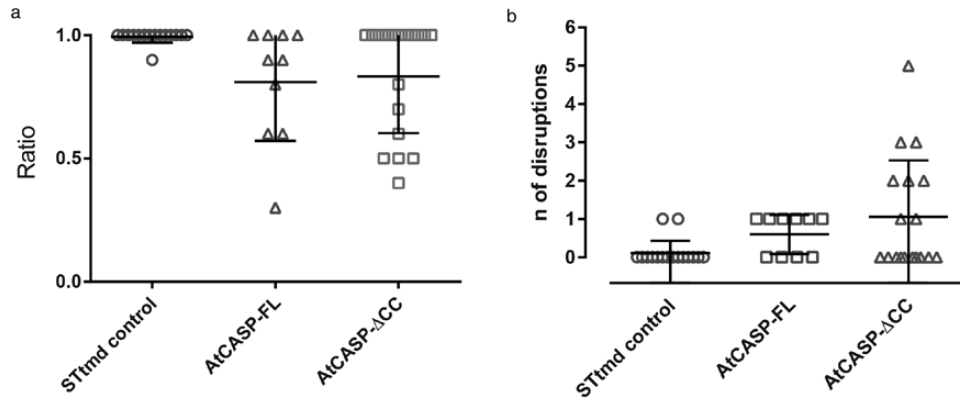 a
Ratio
1.0
0.5
0.0
STtmd control
AtCASP-FL
AtCASP-ΔCC
b
n of disruptions
6
5
4
3
2
1
0
STtmd control
AtCASP-FL
AtCASP-ΔCC